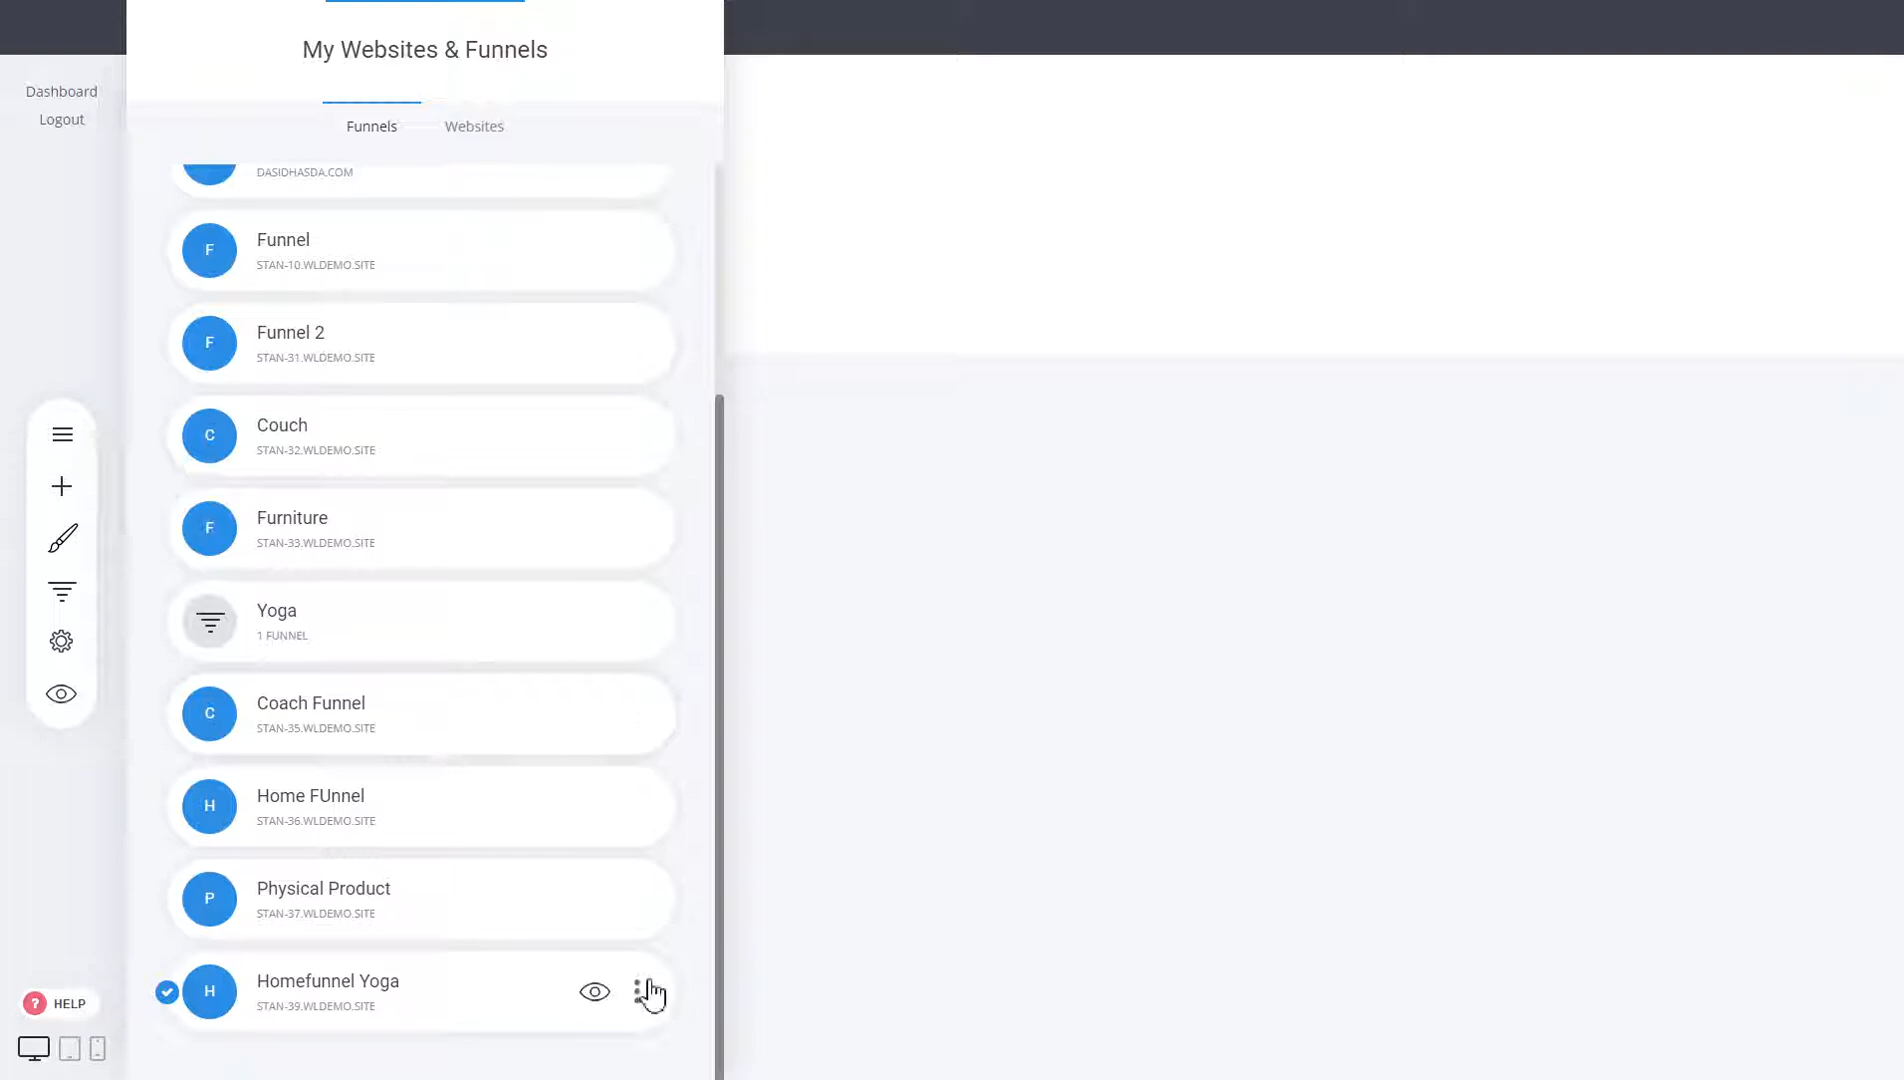 My Websites & Funnels
Dashboard
Logout
Funnels
Websites
DASIDHASDA.COM
F
Funnel
STAN-10.WLDEMO.SITE
F
Funnel 2
STAN-31.WLDEMO.SITE
C
Couch
STAN-32.WLDEMO.SITE
F
Furniture
STAN-33.WLDEMO.SITE
Yoga
1 FUNNEL
C
Coach Funnel
STAN-35.WLDEMO.SITE
H
Home FUnnel
STAN-36.WLDEMO.SITE
P
Physical Product
STAN-37.WLDEMO.SITE
H
Homefunnel Yoga
STAN-39.WLDEMO.SITE
? HELP